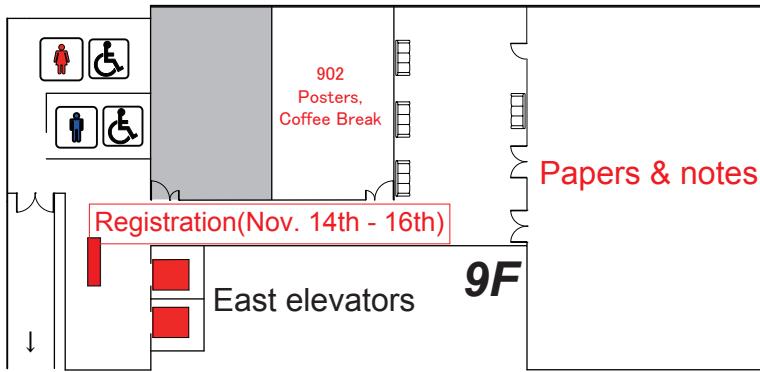 902
Posters,
Coffee Break
Papers & notes
Registration(Nov. 14th - 16th)
9F
East elevators
↓